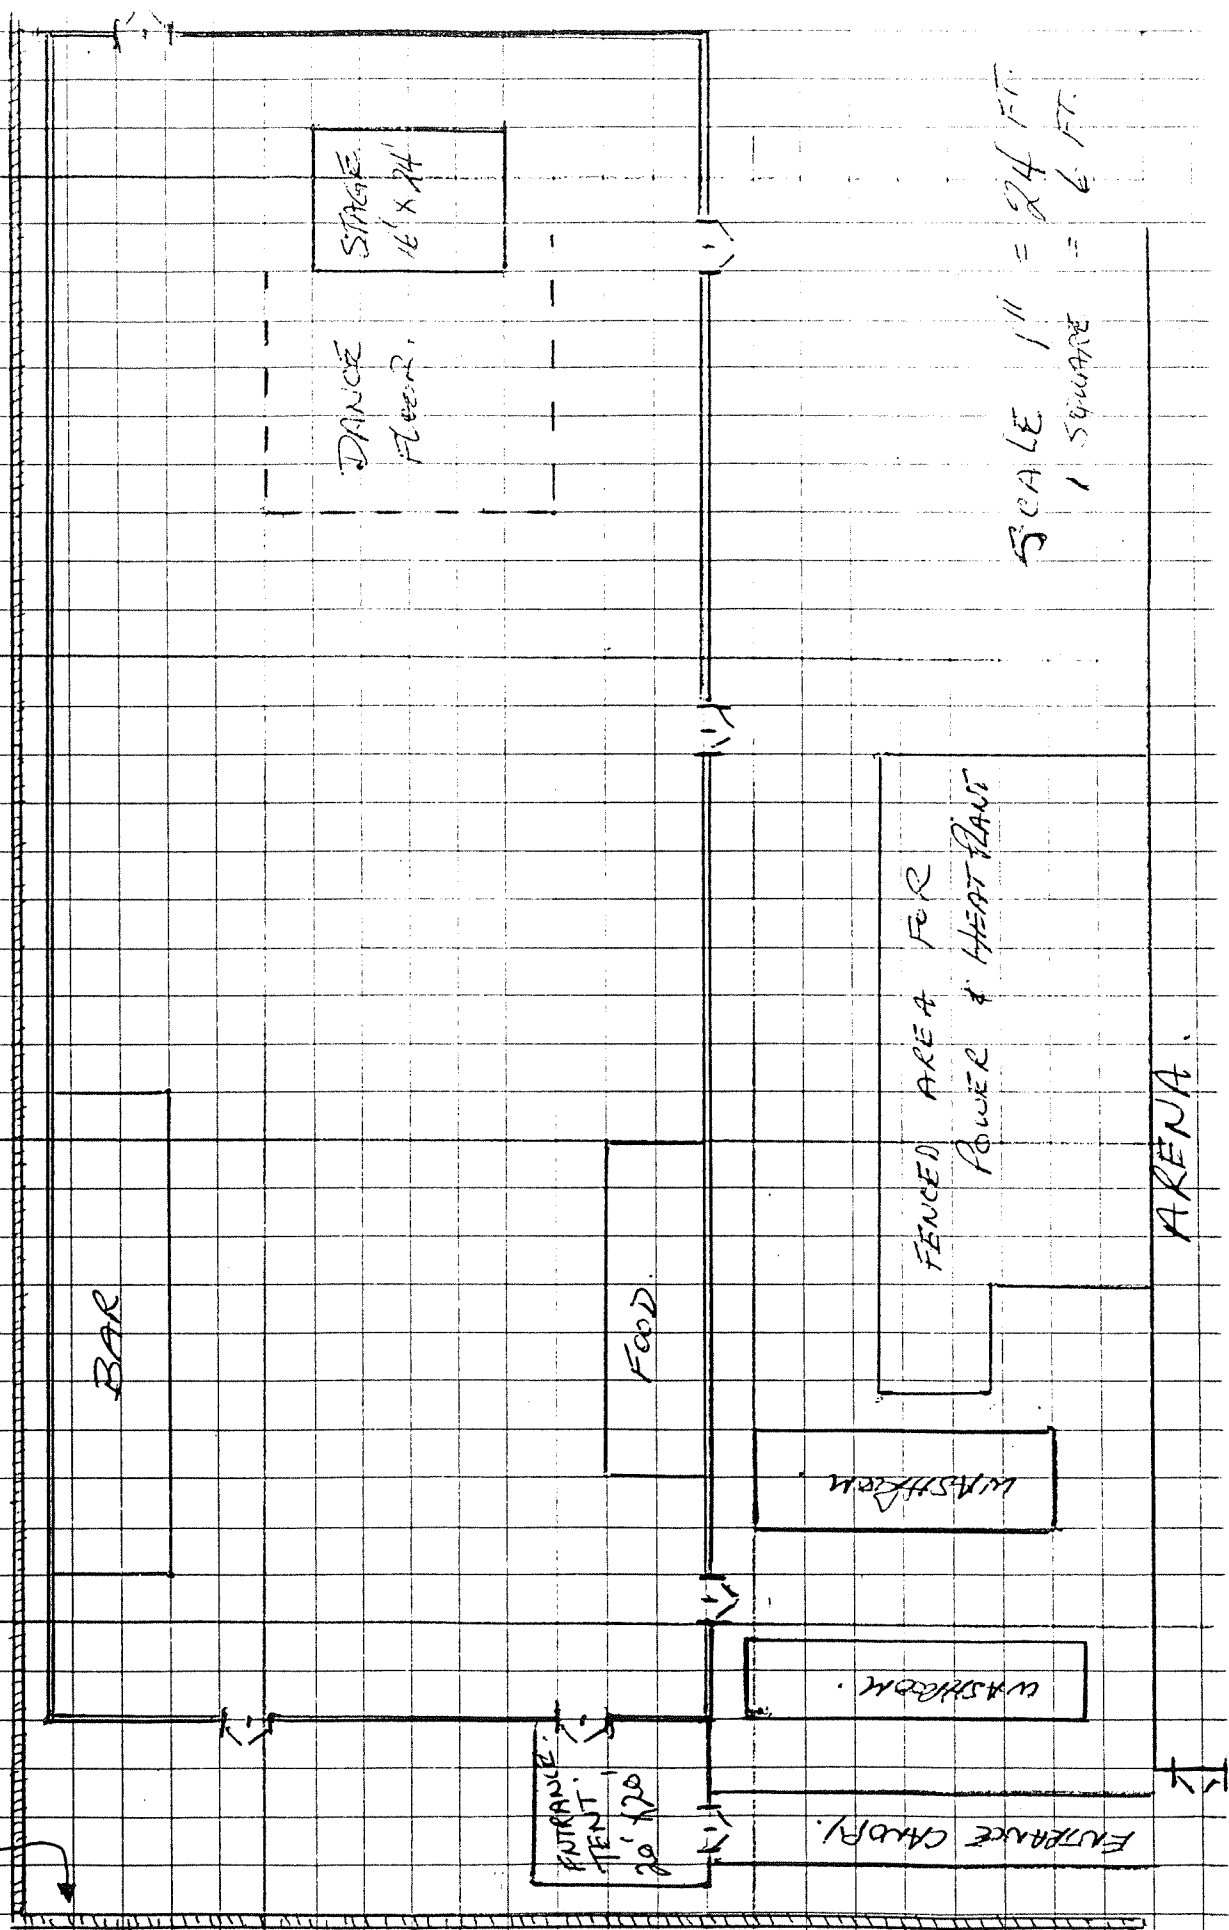 STAGE
16' X 24'
DANCE
FLOOR.
SCALE 1" = 24 FT.
1 SQUARE = 6 FT.
BAR
FOOD.
FENCED AREA FOR
POWER & HEAT PLANT
ARENA.
WASHROOM
WASHROOM.
ENTRANCE.
TENT.
20' X 20'
ENTRANCE CANOPY.